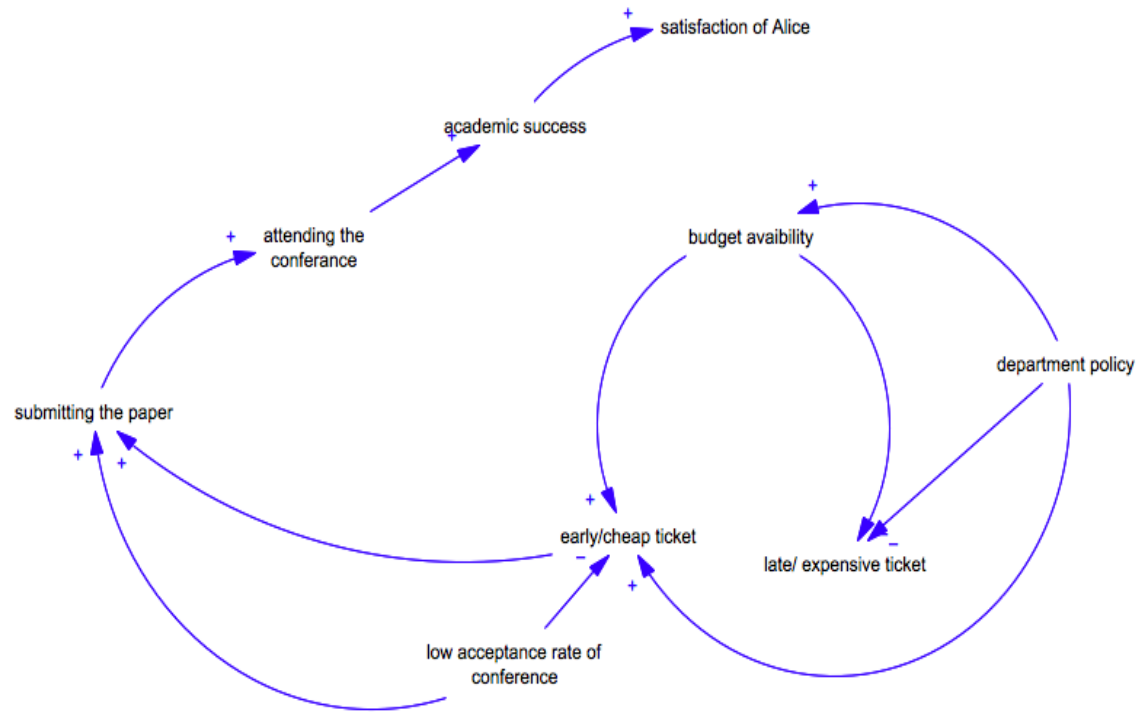 +
satisfaction of Alice
academic success
+
+
+
attending the
conferance
budget avaibility
department policy
submitting the paper
+
+
+
early/cheap ticket
–
–
–
late/ expensive ticket
+
low acceptance rate of
conference